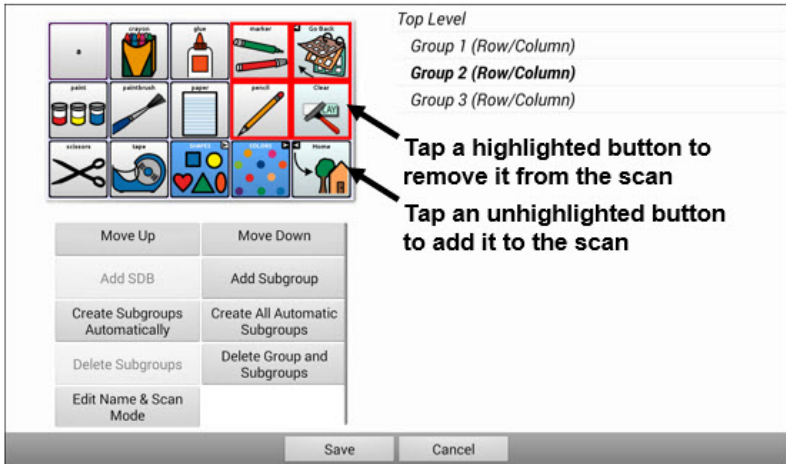 Top Level
Group 1 (Row/Column)
Group 2 (Row/Column)
Group 3 (Row/Column)
a
crayon
glue
marker
Go Back
paint
paintbrush
paper
pencil
Clear
scissors
tape
SHAPES
COLORS
Home
Tap a highlighted button to
remove it from the scan
Tap an unhighlighted button
to add it to the scan
Move Up
Move Down
Add SDB
Add Subgroup
Create Subgroups
Automatically
Create All Automatic
Subgroups
Delete Subgroups
Delete Group and
Subgroups
Edit Name & Scan
Mode
Save
Cancel